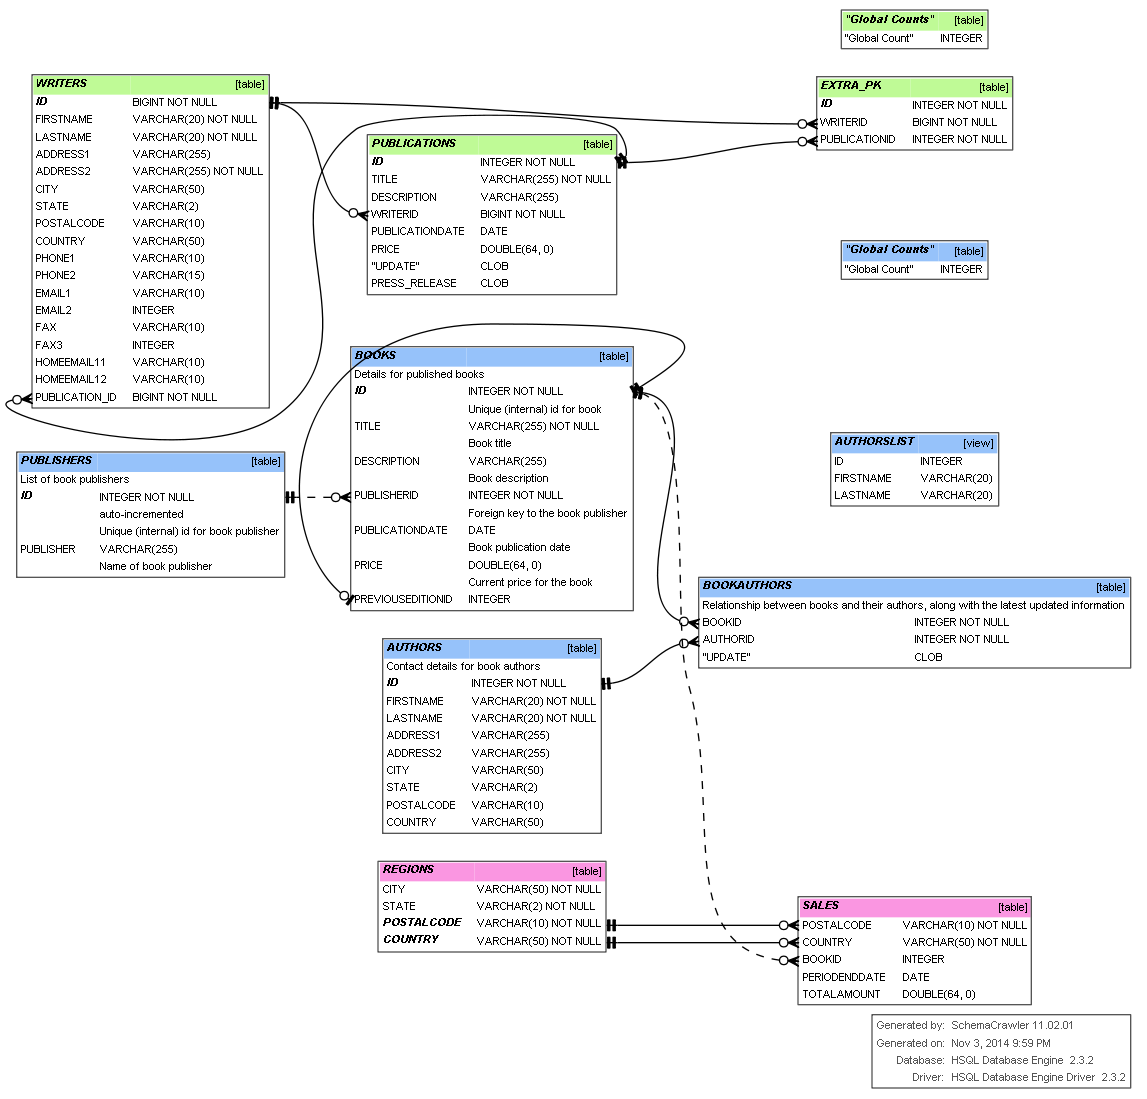 "Global Counts" [table]
"Global Count" INTEGER
WRITERS [table]
ID BIGINT NOT NULL
FIRSTNAME VARCHAR(20) NOT NULL
LASTNAME VARCHAR(20) NOT NULL
ADDRESS1 VARCHAR(255)
ADDRESS2 VARCHAR(255) NOT NULL
CITY VARCHAR(50)
STATE VARCHAR(2)
POSTALCODE VARCHAR(10)
COUNTRY VARCHAR(50)
PHONE1 VARCHAR(10)
PHONE2 VARCHAR(15)
EMAIL1 VARCHAR(10)
EMAIL2 INTEGER
FAX VARCHAR(10)
FAX3 INTEGER
HOMEEMAIL11 VARCHAR(10)
HOMEEMAIL12 VARCHAR(10)
PUBLICATION_ID BIGINT NOT NULL
EXTRA_PK [table]
ID INTEGER NOT NULL
WRITERID BIGINT NOT NULL
PUBLICATIONID INTEGER NOT NULL
PUBLICATIONS [table]
ID INTEGER NOT NULL
TITLE VARCHAR(255) NOT NULL
DESCRIPTION VARCHAR(255)
WRITERID BIGINT NOT NULL
PUBLICATIONDATE DATE
PRICE DOUBLE(64, 0)
"UPDATE" CLOB
PRESS_RELEASE CLOB
"Global Counts" [table]
"Global Count" INTEGER
BOOKS [table]
Details for published books
ID INTEGER NOT NULL
Unique (internal) id for book
TITLE VARCHAR(255) NOT NULL
Book title
DESCRIPTION VARCHAR(255)
Book description
PUBLISHERID INTEGER NOT NULL
Foreign key to the book publisher
PUBLICATIONDATE DATE
Book publication date
PRICE DOUBLE(64, 0)
Current price for the book
PREVIOUSEDITIONID INTEGER
AUTHORSLIST [view]
ID INTEGER
FIRSTNAME VARCHAR(20)
LASTNAME VARCHAR(20)
PUBLISHERS [table]
List of book publishers
ID INTEGER NOT NULL
auto-incremented
Unique (internal) id for book publisher
PUBLISHER VARCHAR(255)
Name of book publisher
BOOKAUTHORS [table]
Relationship between books and their authors, along with the latest updated information
BOOKID INTEGER NOT NULL
AUTHORID INTEGER NOT NULL
"UPDATE" CLOB
AUTHORS [table]
Contact details for book authors
ID INTEGER NOT NULL
FIRSTNAME VARCHAR(20) NOT NULL
LASTNAME VARCHAR(20) NOT NULL
ADDRESS1 VARCHAR(255)
ADDRESS2 VARCHAR(255)
CITY VARCHAR(50)
STATE VARCHAR(2)
POSTALCODE VARCHAR(10)
COUNTRY VARCHAR(50)
REGIONS [table]
CITY VARCHAR(50) NOT NULL
STATE VARCHAR(2) NOT NULL
POSTALCODE VARCHAR(10) NOT NULL
COUNTRY VARCHAR(50) NOT NULL
SALES [table]
POSTALCODE VARCHAR(10) NOT NULL
COUNTRY VARCHAR(50) NOT NULL
BOOKID INTEGER
PERIODENDDATE DATE
TOTALAMOUNT DOUBLE(64, 0)
Generated by: SchemaCrawler 11.02.01
Generated on: Nov 3, 2014 9:59 PM
Database: HSQL Database Engine 2.3.2
Driver: HSQL Database Engine Driver 2.3.2